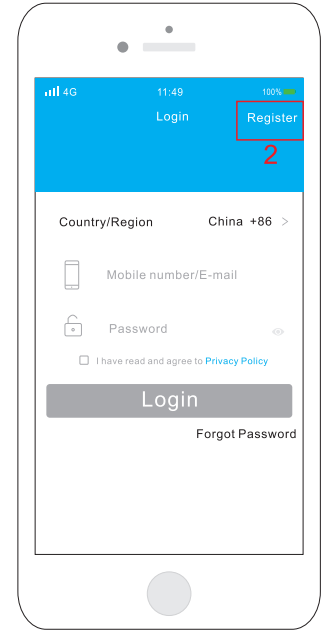 4G 11:49 100%
Login Register
2
Country/Region China +86 >
Mobile number/E-mail
Password
I have read and agree to Privacy Policy
Login
Forgot Password